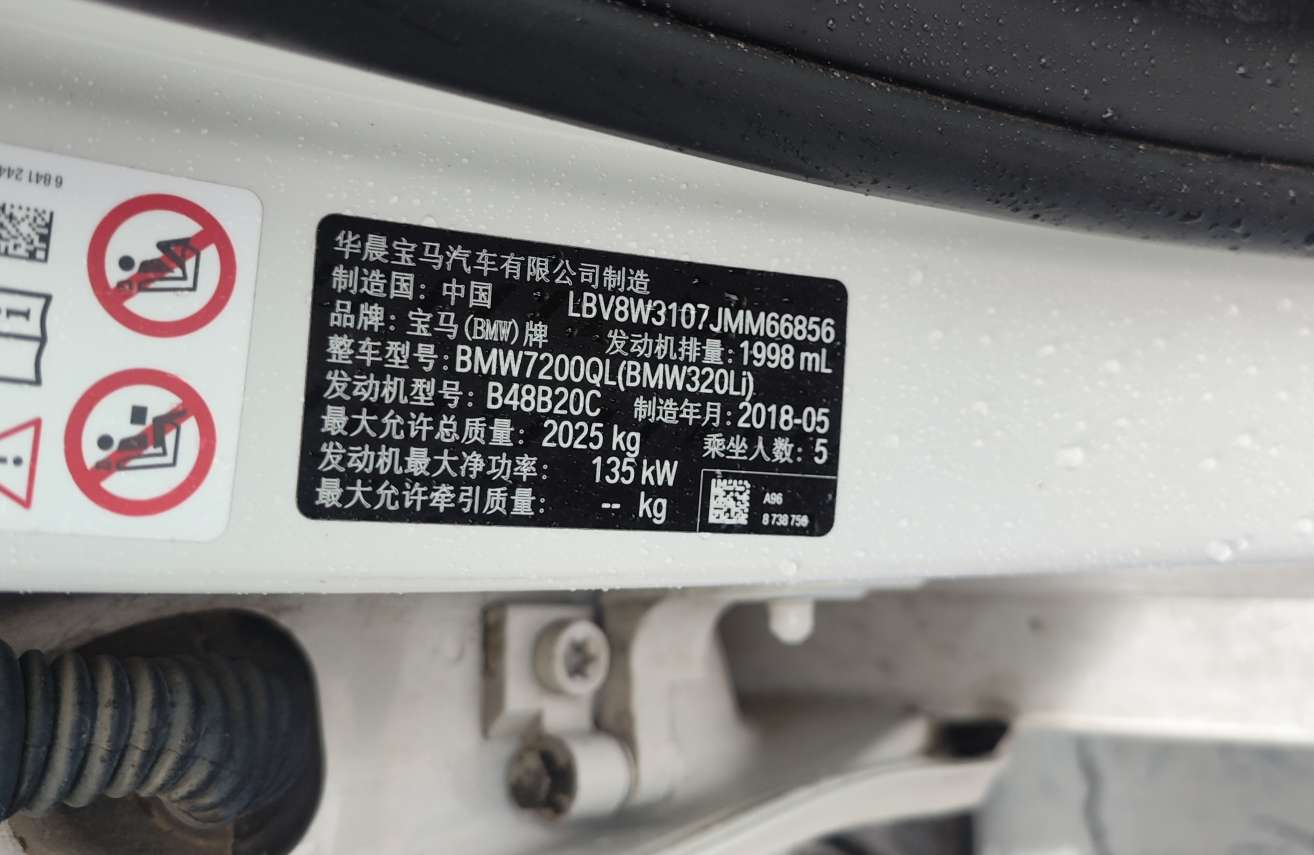 6 841 244
i
华晨宝马汽车有限公司制造
制造国：中国 LBV8W3107JMM66856
品牌：宝马(BMW)牌 发动机排量：1998 mL
整车型号：BMW7200QL(BMW320Li)
发动机型号：B48B20C 制造年月：2018-05
最大允许总质量：2025 kg 乘坐人数：5
发动机最大净功率：135 kW
最大允许牵引质量：-- kg
A96
8 738 756